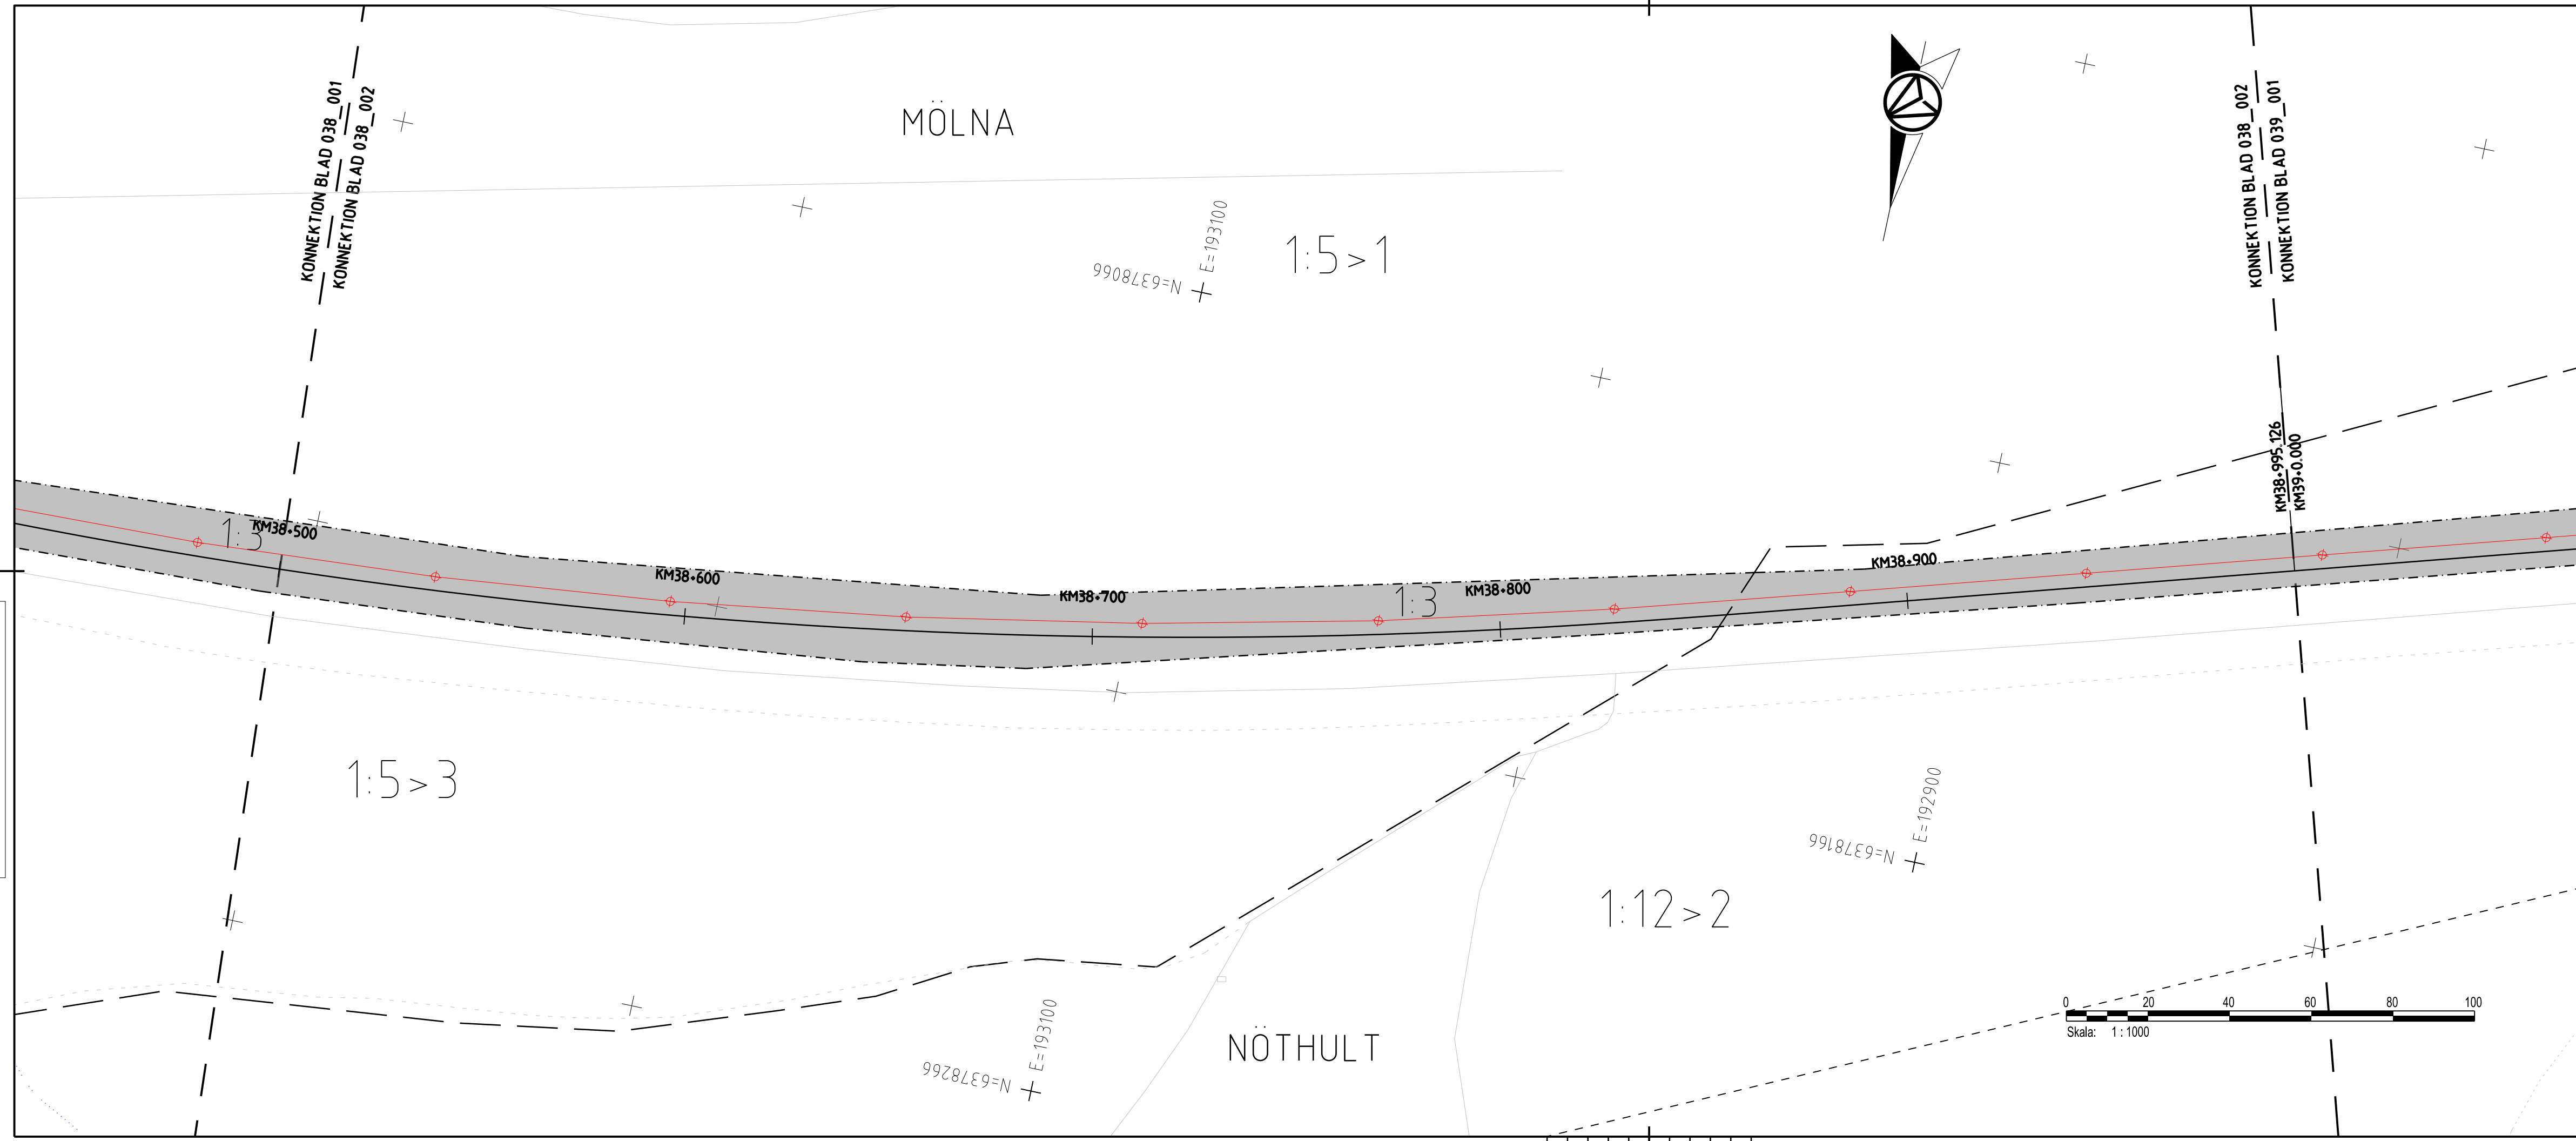 KONNEKTION BLAD 038_001
KONNEKTION BLAD 038_002
MÖLNA
KONNEKTION BLAD 038_002
KONNEKTION BLAD 039_001
N=6378066
E=193100
1:5>1
KM38+995.126
KM39+0.000
1:3
KM38+500
KM38+600
KM38+700
1:3
KM38+800
KM38+900
1:5>3
N=6378166
E=192900
1:12>2
N=6378266
E=193100
NÖTHULT
0 20 40 60 80 100
Skala: 1 : 1000